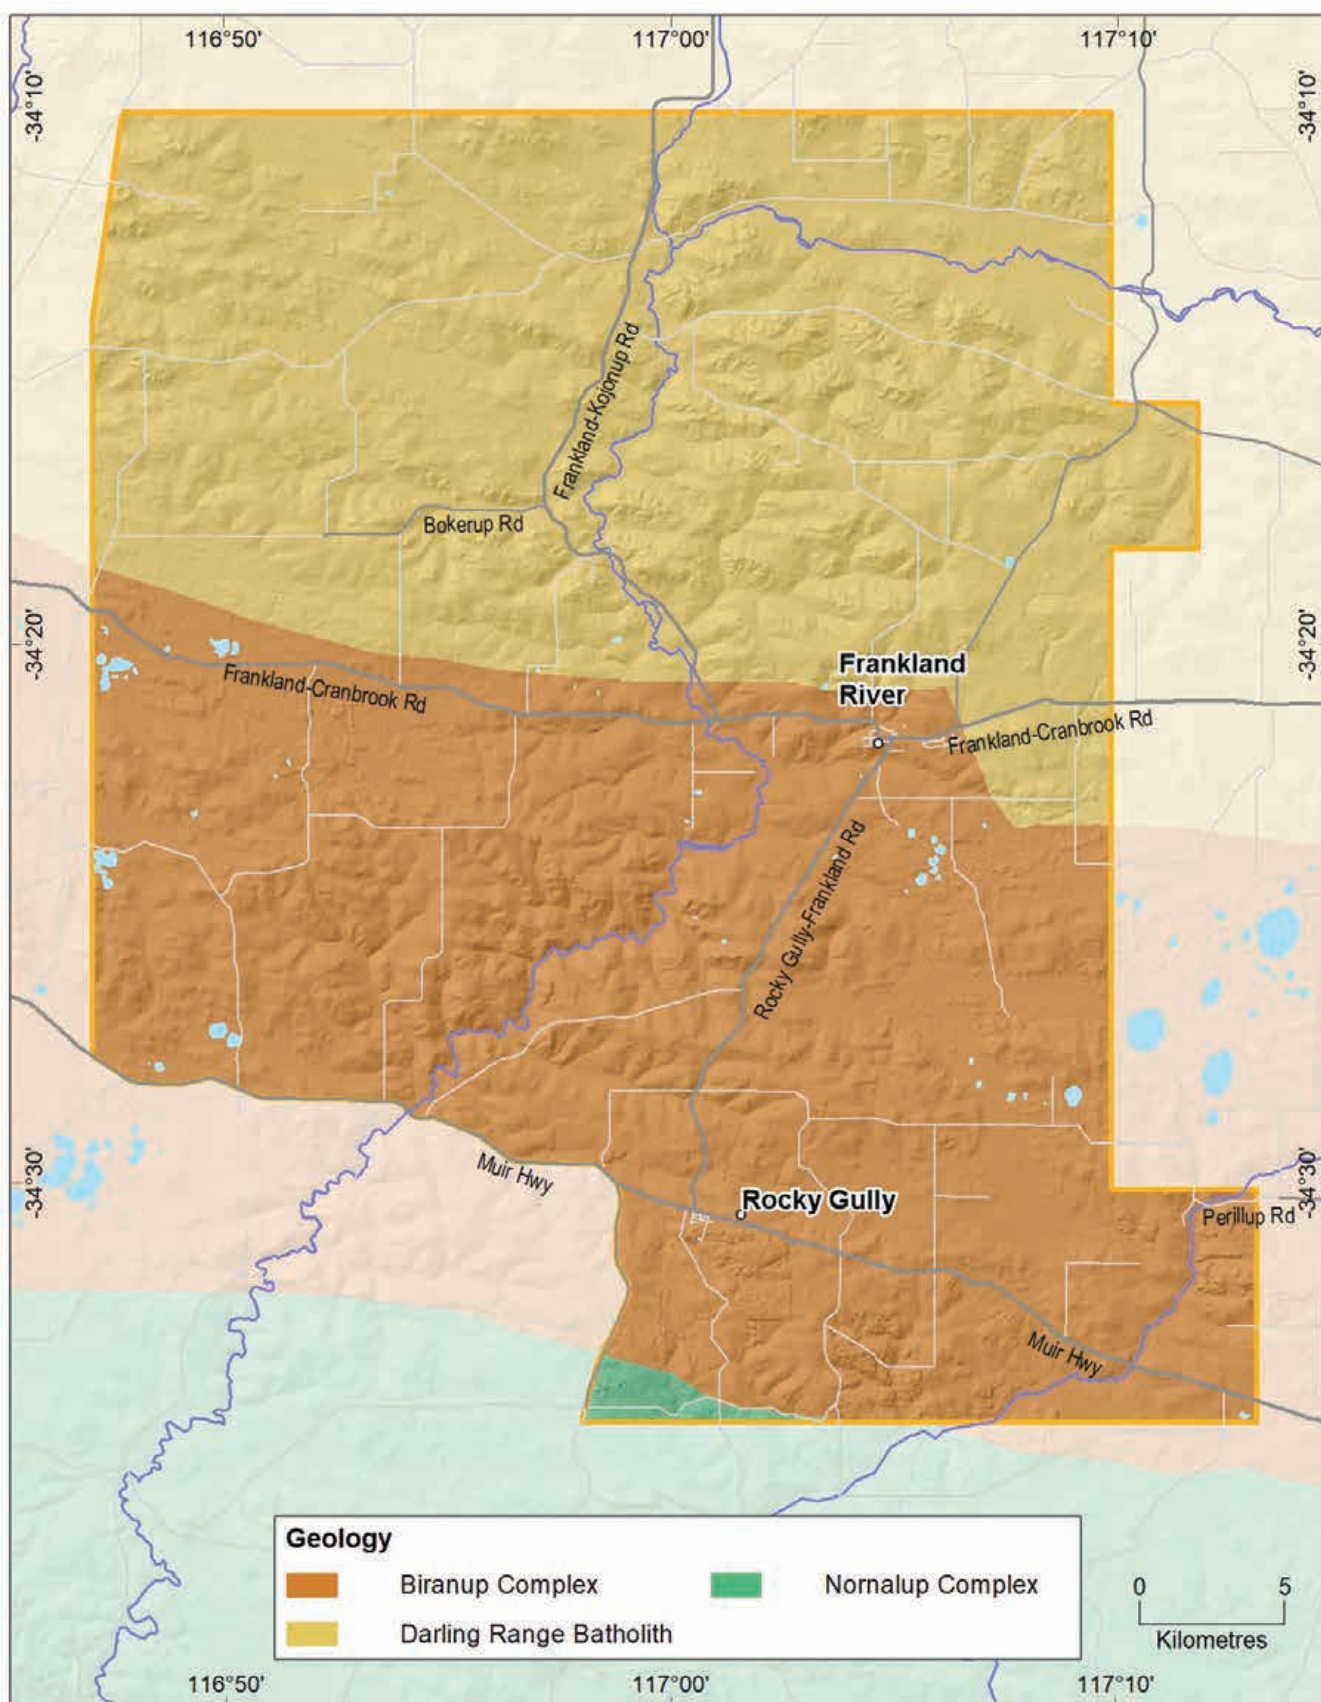 116°50'
117°00'
117°10'
-34°10'
-34°10'
Frankland-Kojonup Rd
Bokerup Rd
-34°20'
-34°20'
Frankland
River
Frankland-Cranbrook Rd
Frankland-Cranbrook Rd
Rocky Gully-Frankland Rd
-34°30'
-34°30'
Muir Hwy
Rocky Gully
Perillup Rd
Muir Hwy
Geology
Biranup Complex
Nornalup Complex
Darling Range Batholith
0
5
Kilometres
116°50'
117°00'
117°10'